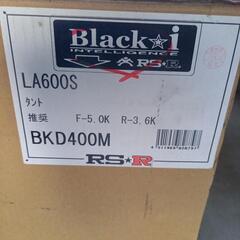 Black☆i
INTELLIGENCE
RS★R
LA600S
タント
推奨 F-5.0K R-3.6K
BKD400M
RS★R